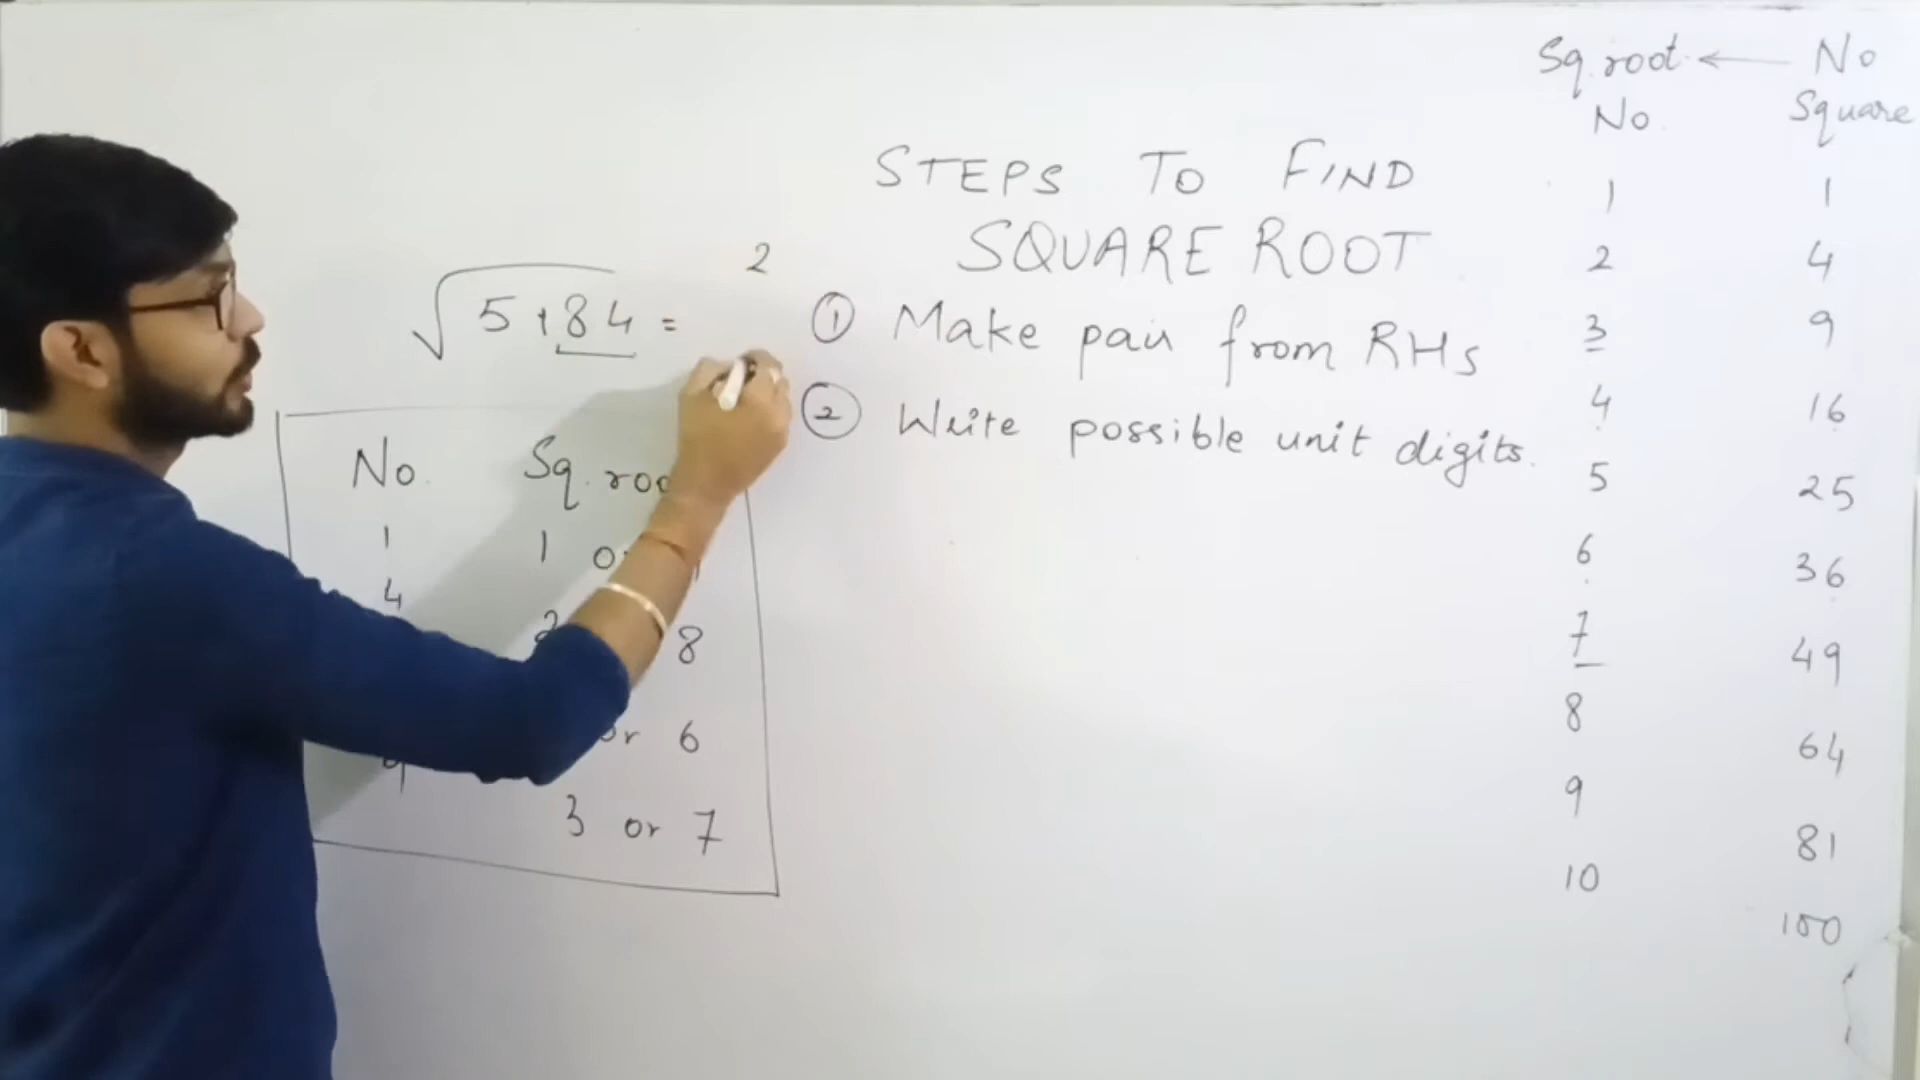 Sq. root ← No
No. Square
STEPS TO FIND
SQUARE ROOT
2
√5,84 =
① Make pair from RHS
② Write possible unit digits.
No. Sq. roo
1 1 o
4 2 8
or 6
9 3 or 7
1 1
2 4
3 9
4 16
5 25
6 36
7 49
8 64
9 81
10 100